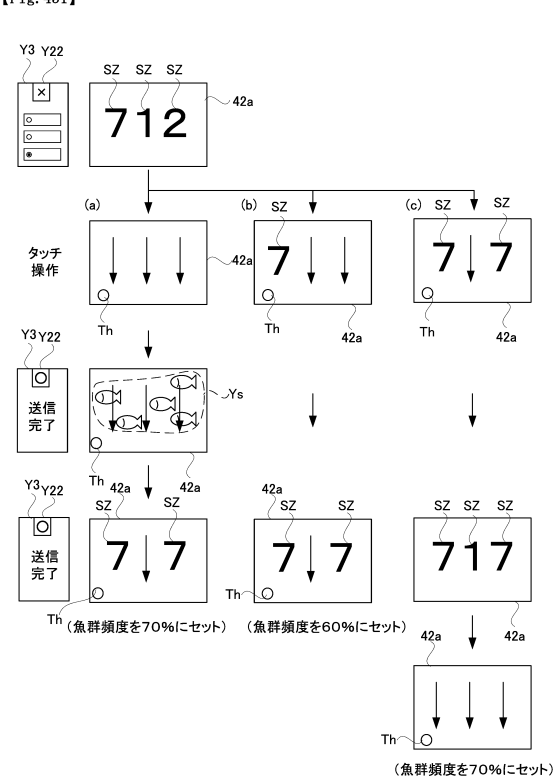 【Fig. 431】
Y3 Y22
SZ SZ SZ
712
42a
(a)
(b) SZ
(c) SZ SZ
タッチ
操作
42a
7
7 7
Th
Th
42a
Th
42a
Y3 Y22
送信
完了
Ys
Th
42a
Y3 Y22
42a
42a
SZ SZ
SZ SZ
SZ SZ SZ
送信
完了
7 7
7 7
717
Th
Th
42a
(魚群頻度を70%にセット)
(魚群頻度を60%にセット)
42a
Th
(魚群頻度を70%にセット)